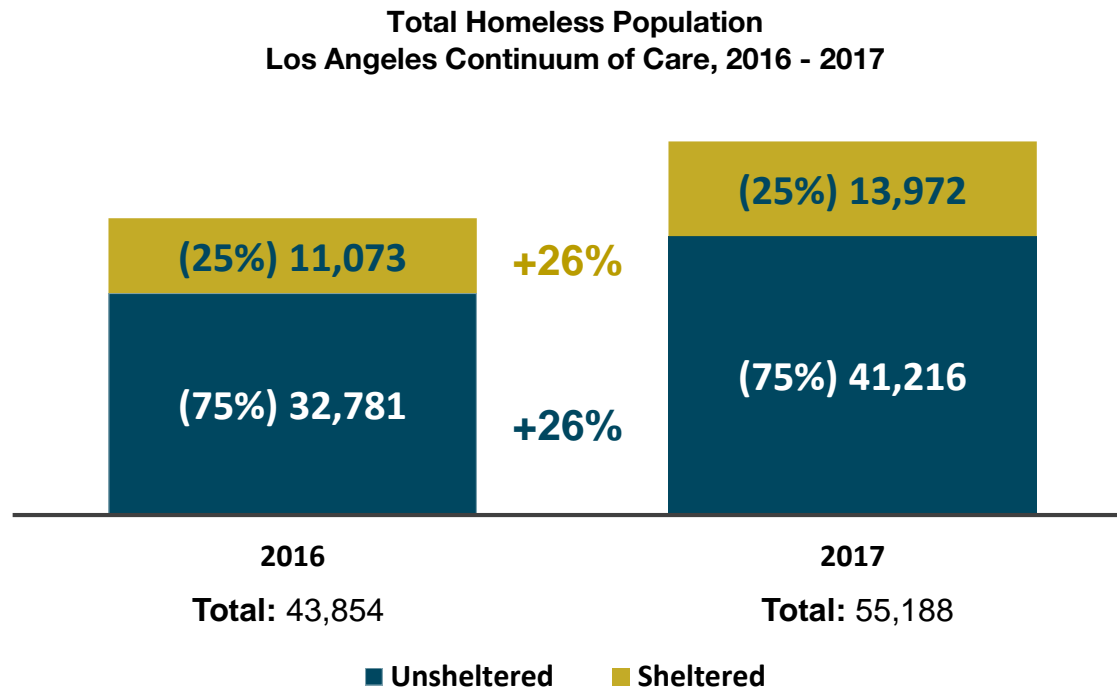 Total Homeless Population
Los Angeles Continuum of Care, 2016 - 2017
(25%) 13,972
(25%) 11,073
+26%
(75%) 41,216
(75%) 32,781
+26%
2016
2017
Total: 43,854
Total: 55,188
Unsheltered
Sheltered